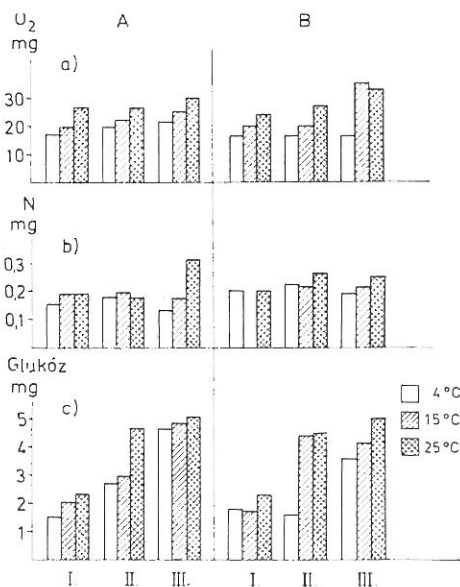 O₂
mg
A
B
a)
30
20
10
N
mg
b)
0,3
0,2
0,1
Glukóz
mg
c)
5
4
3
2
1
4 °C
15 °C
25 °C
I. II. III. I. II. III.